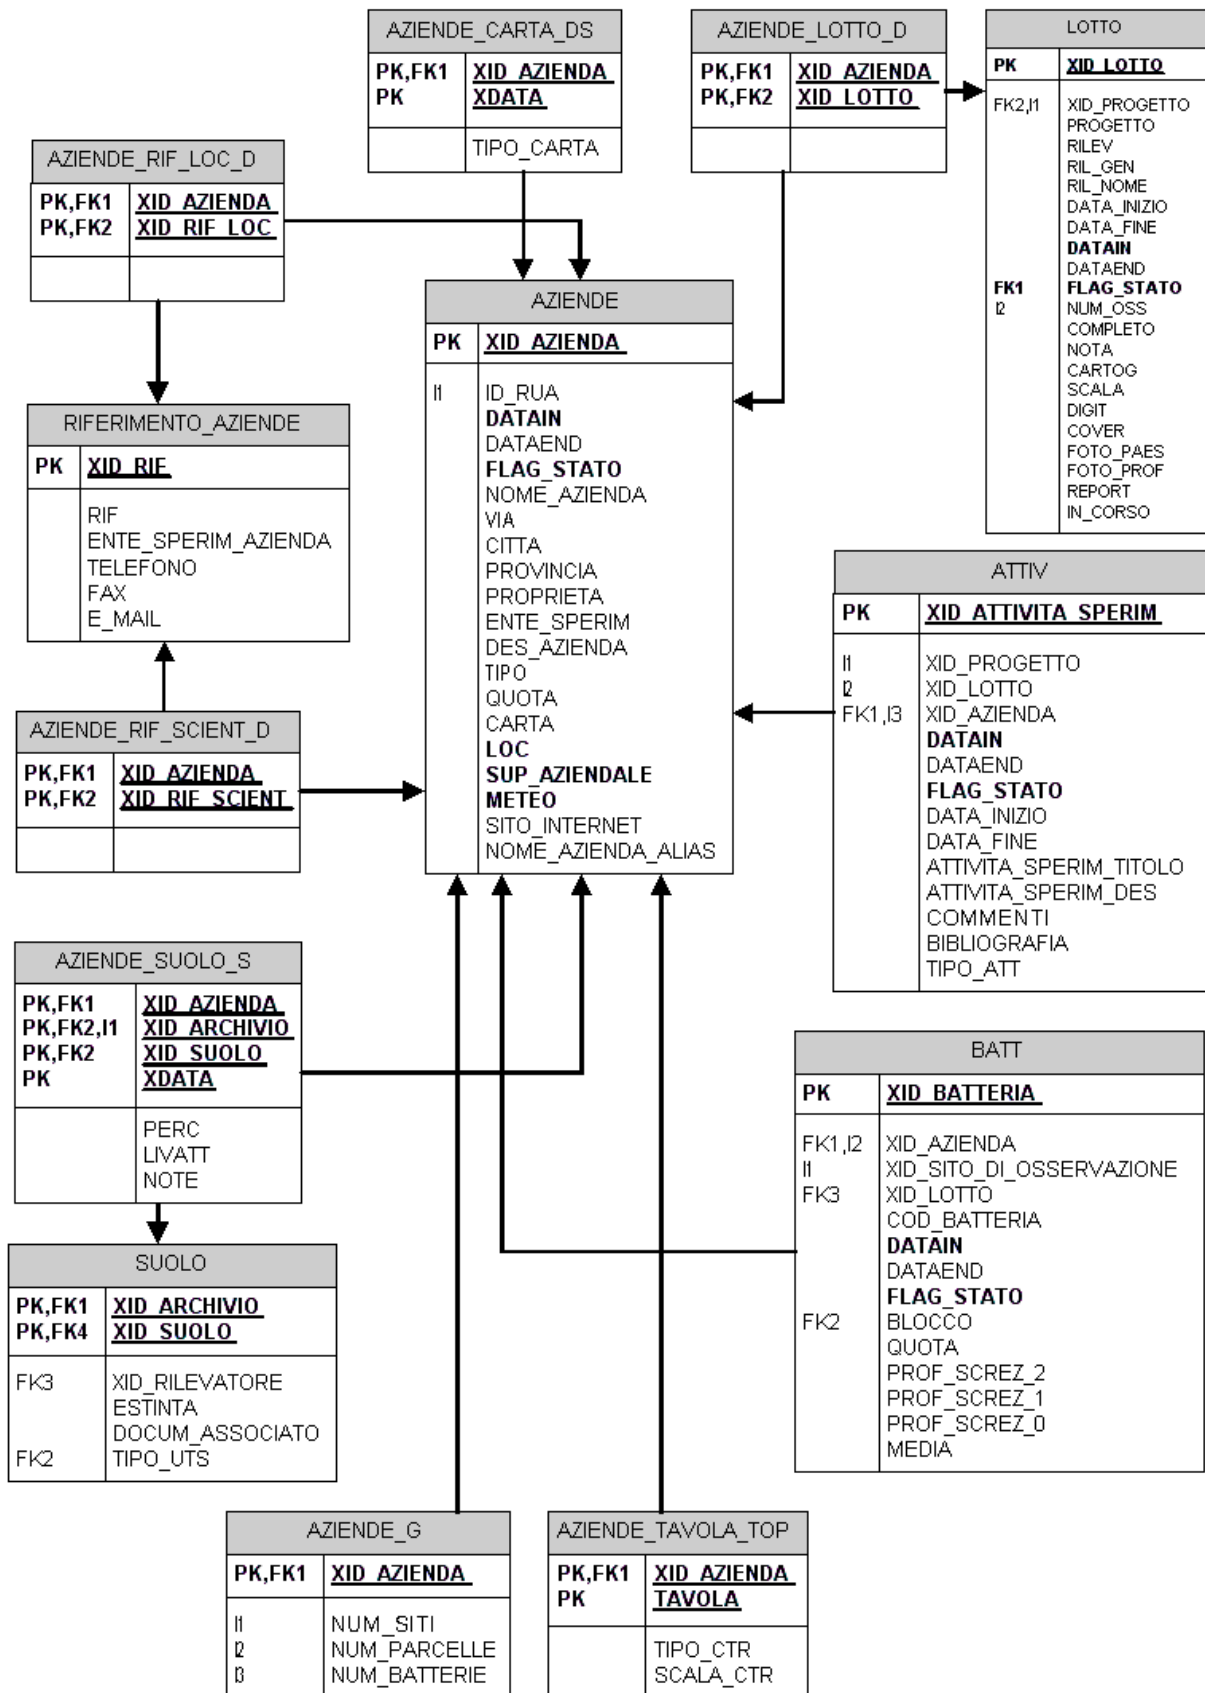 AZIENDE_CARTA_DS
PK,FK1 XID_AZIENDA
PK XDATA
TIPO_CARTA
AZIENDE_LOTTO_D
PK,FK1 XID_AZIENDA
PK,FK2 XID_LOTTO
LOTTO
PK XID_LOTTO
FK2,I1 XID_PROGETTO
PROGETTO
RILEV
RIL_GEN
RIL_NOME
DATA_INIZIO
DATA_FINE
DATAIN
DATAEND
FK1 FLAG_STATO
I2 NUM_OSS
COMPLETO
NOTA
CARTOG
SCALA
DIGIT
COVER
FOTO_PAES
FOTO_PROF
REPORT
IN_CORSO
AZIENDE_RIF_LOC_D
PK,FK1 XID_AZIENDA
PK,FK2 XID_RIF_LOC
AZIENDE
PK XID_AZIENDA
I1 ID_RUA
DATAIN
DATAEND
FLAG_STATO
NOME_AZIENDA
VIA
CITTA
PROVINCIA
PROPRIETA
ENTE_SPERIM
DES_AZIENDA
TIPO
QUOTA
CARTA
LOC
SUP_AZIENDALE
METEO
SITO_INTERNET
NOME_AZIENDA_ALIAS
RIFERIMENTO_AZIENDE
PK XID_RIF
RIF
ENTE_SPERIM_AZIENDA
TELEFONO
FAX
E_MAIL
ATTIV
PK XID_ATTIVITA_SPERIM
I1 XID_PROGETTO
I2 XID_LOTTO
FK1,I3 XID_AZIENDA
DATAIN
DATAEND
FLAG_STATO
DATA_INIZIO
DATA_FINE
ATTIVITA_SPERIM_TITOLO
ATTIVITA_SPERIM_DES
COMMENTI
BIBLIOGRAFIA
TIPO_ATT
AZIENDE_RIF_SCIENT_D
PK,FK1 XID_AZIENDA
PK,FK2 XID_RIF_SCIENT
AZIENDE_SUOLO_S
PK,FK1 XID_AZIENDA
PK,FK2,I1 XID_ARCHIVIO
PK,FK2 XID_SUOLO
PK XDATA
PERC
LIVATT
NOTE
BATT
PK XID_BATTERIA
FK1,I2 XID_AZIENDA
I1 XID_SITO_DI_OSSERVAZIONE
FK3 XID_LOTTO
COD_BATTERIA
DATAIN
DATAEND
FLAG_STATO
FK2 BLOCCO
QUOTA
PROF_SCREZ_2
PROF_SCREZ_1
PROF_SCREZ_0
MEDIA
SUOLO
PK,FK1 XID_ARCHIVIO
PK,FK4 XID_SUOLO
FK3 XID_RILEVATORE
ESTINTA
DOCUM_ASSOCIATO
FK2 TIPO_UTS
AZIENDE_G
PK,FK1 XID_AZIENDA
I1 NUM_SITI
I2 NUM_PARCELLE
I3 NUM_BATTERIE
AZIENDE_TAVOLA_TOP
PK,FK1 XID_AZIENDA
PK TAVOLA
TIPO_CTR
SCALA_CTR